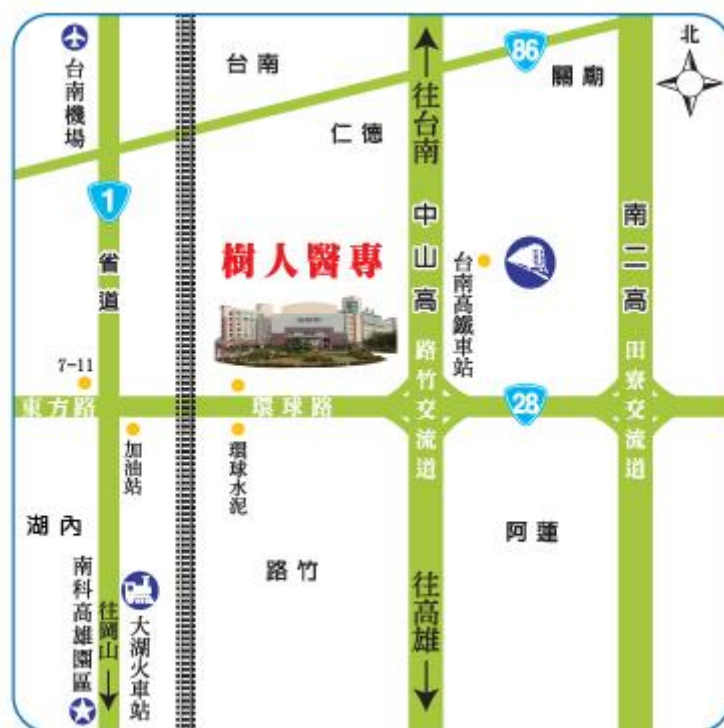 台南機場
台南
86
關廟
北
往台南
仁德
1
省道
樹人醫專
中山高
台南高鐵車站
南二高
7-11
東方路
環球路
路竹交流道
28
田寮交流道
加油站
環球水泥
湖內
路竹
阿蓮
南科高雄園區
往岡山
大湖火車站
往高雄